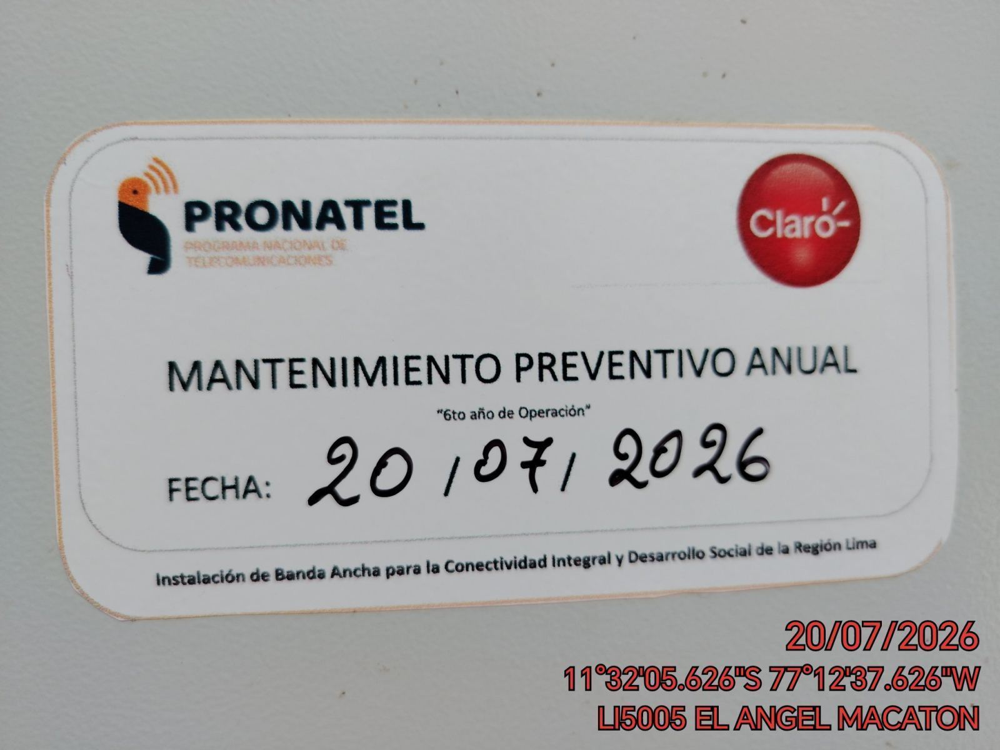 PRONATEL
PROGRAMA NACIONAL DE
TELECOMUNICACIONES
Claro
MANTENIMIENTO PREVENTIVO ANUAL
"6to año de Operación"
FECHA: 20/07/2026
Instalación de Banda Ancha para la Conectividad Integral y Desarrollo Social de la Región Lima
20/07/2026
11°32'05.626"S 77°12'37.626"W
LI5005 EL ANGEL MACATON